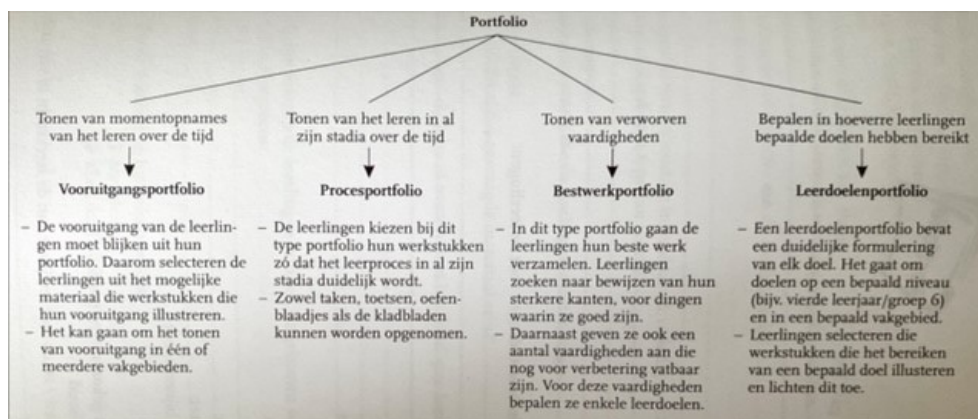 Portfolio
Tonen van momentopnames
van het leren over de tijd
Vooruitgangsportfolio
– De vooruitgang van de leerlin-
gen moet blijken uit hun
portfolio. Daarom selecteren de
leerlingen uit het mogelijke
materiaal die werkstukken die
hun vooruitgang illustreren.
– Het kan gaan om het tonen
van vooruitgang in één of
meerdere vakgebieden.
Tonen van het leren in al
zijn stadia over de tijd
Procesportfolio
– De leerlingen kiezen bij dit
type portfolio hun werkstukken
zó dat het leerproces in al zijn
stadia duidelijk wordt.
– Zowel taken, toetsen, oefen-
blaadjes als de kladbladen
kunnen worden opgenomen.
Tonen van verworven
vaardigheden
Bestwerkportfolio
– In dit type portfolio gaan de
leerlingen hun beste werk
verzamelen. Leerlingen
zoeken naar bewijzen van hun
sterkere kanten, voor dingen
waarin ze goed zijn.
– Daarnaast geven ze ook een
aantal vaardigheden aan die
nog voor verbetering vatbaar
zijn. Voor deze vaardigheden
bepalen ze enkele leerdoelen.
Bepalen in hoeverre leerlingen
bepaalde doelen hebben bereikt
Leerdoelenportfolio
– Een leerdoelenportfolio bevat
een duidelijke formulering
van elk doel. Het gaat om
doelen op een bepaald niveau
(bijv. vierde leerjaar/groep 6)
en in een bepaald vakgebied.
– Leerlingen selecteren die
werkstukken die het bereiken
van een bepaald doel illusteren
en lichten dit toe.